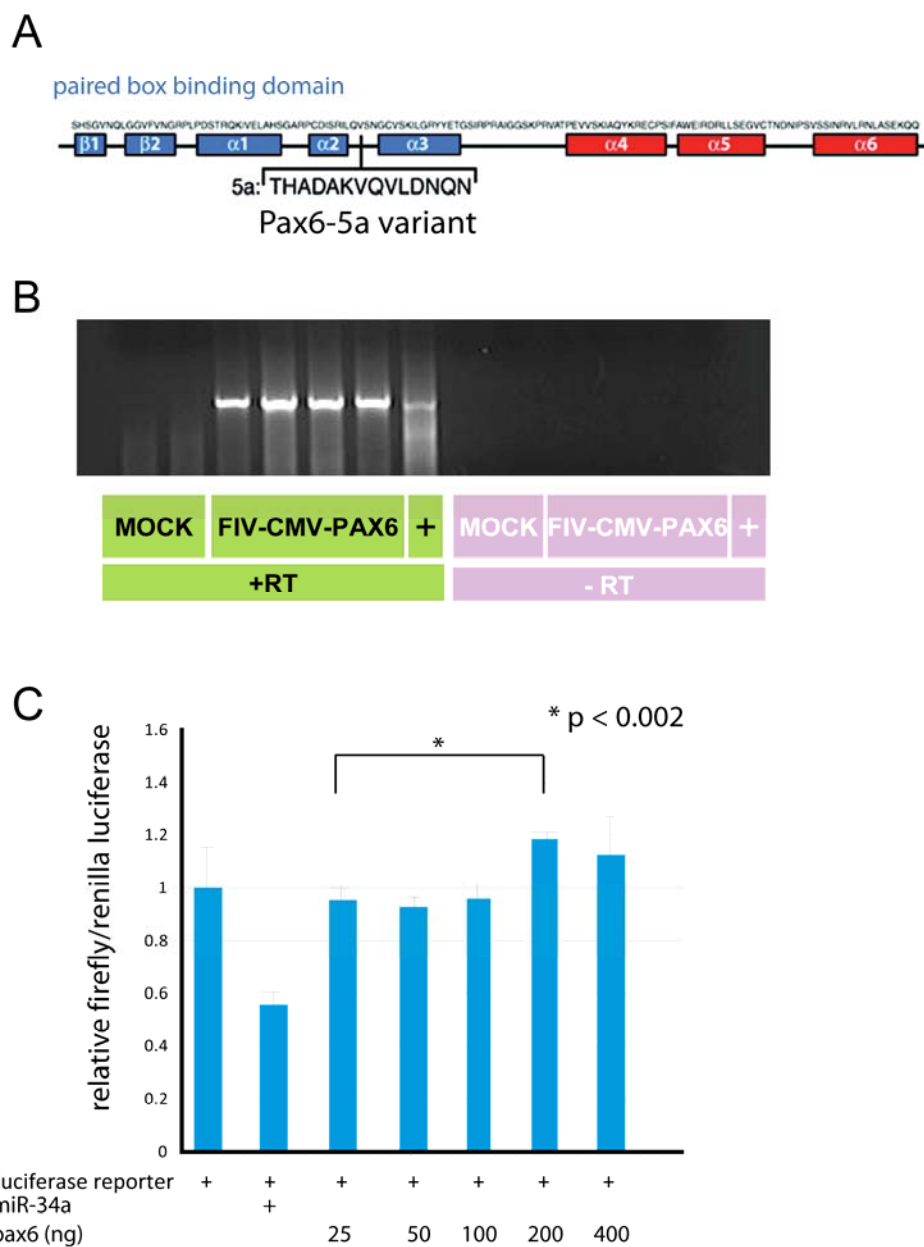 A
paired box binding domain
SHSGVNQLGGVFVNGRPLPDSTRQKIVELAHSGARPCDISRILQVSNGCVSKILGRYYETGSIRPRAIGGSKPRVATPEVVSKIAQYKRECPSIFAWEIRDRLLSEGVCTNDNIPSVSSINRVLRNLASEKQQ
β1 β2 α1 α2 α3 α4 α5 α6
5a: THADAKVQVLDNQN
Pax6-5a variant
B
MOCK FIV-CMV-PAX6 + MOCK FIV-CMV-PAX6 +
+RT - RT
C
* p < 0.002
*
relative firefly/renilla luciferase
1.6
1.4
1.2
1
0.8
0.6
0.4
0.2
0
luciferase reporter + + + + + + +
miR-34a +
pax6 (ng) 25 50 100 200 400